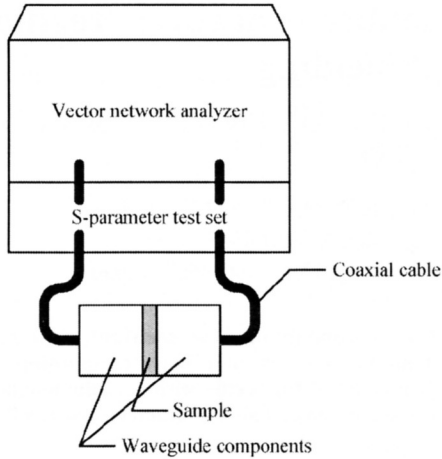 Vector network analyzer
S-parameter test set
Coaxial cable
Sample
Waveguide components